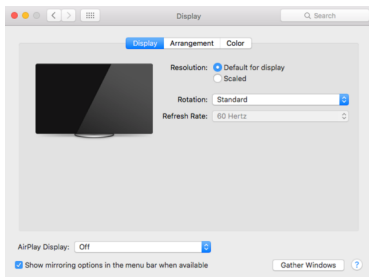 Display
Search
Display Arrangement Color
Resolution: Default for display
Scaled
Rotation: Standard
Refresh Rate: 60 Hertz
AirPlay Display: Off
Show mirroring options in the menu bar when available
Gather Windows ?